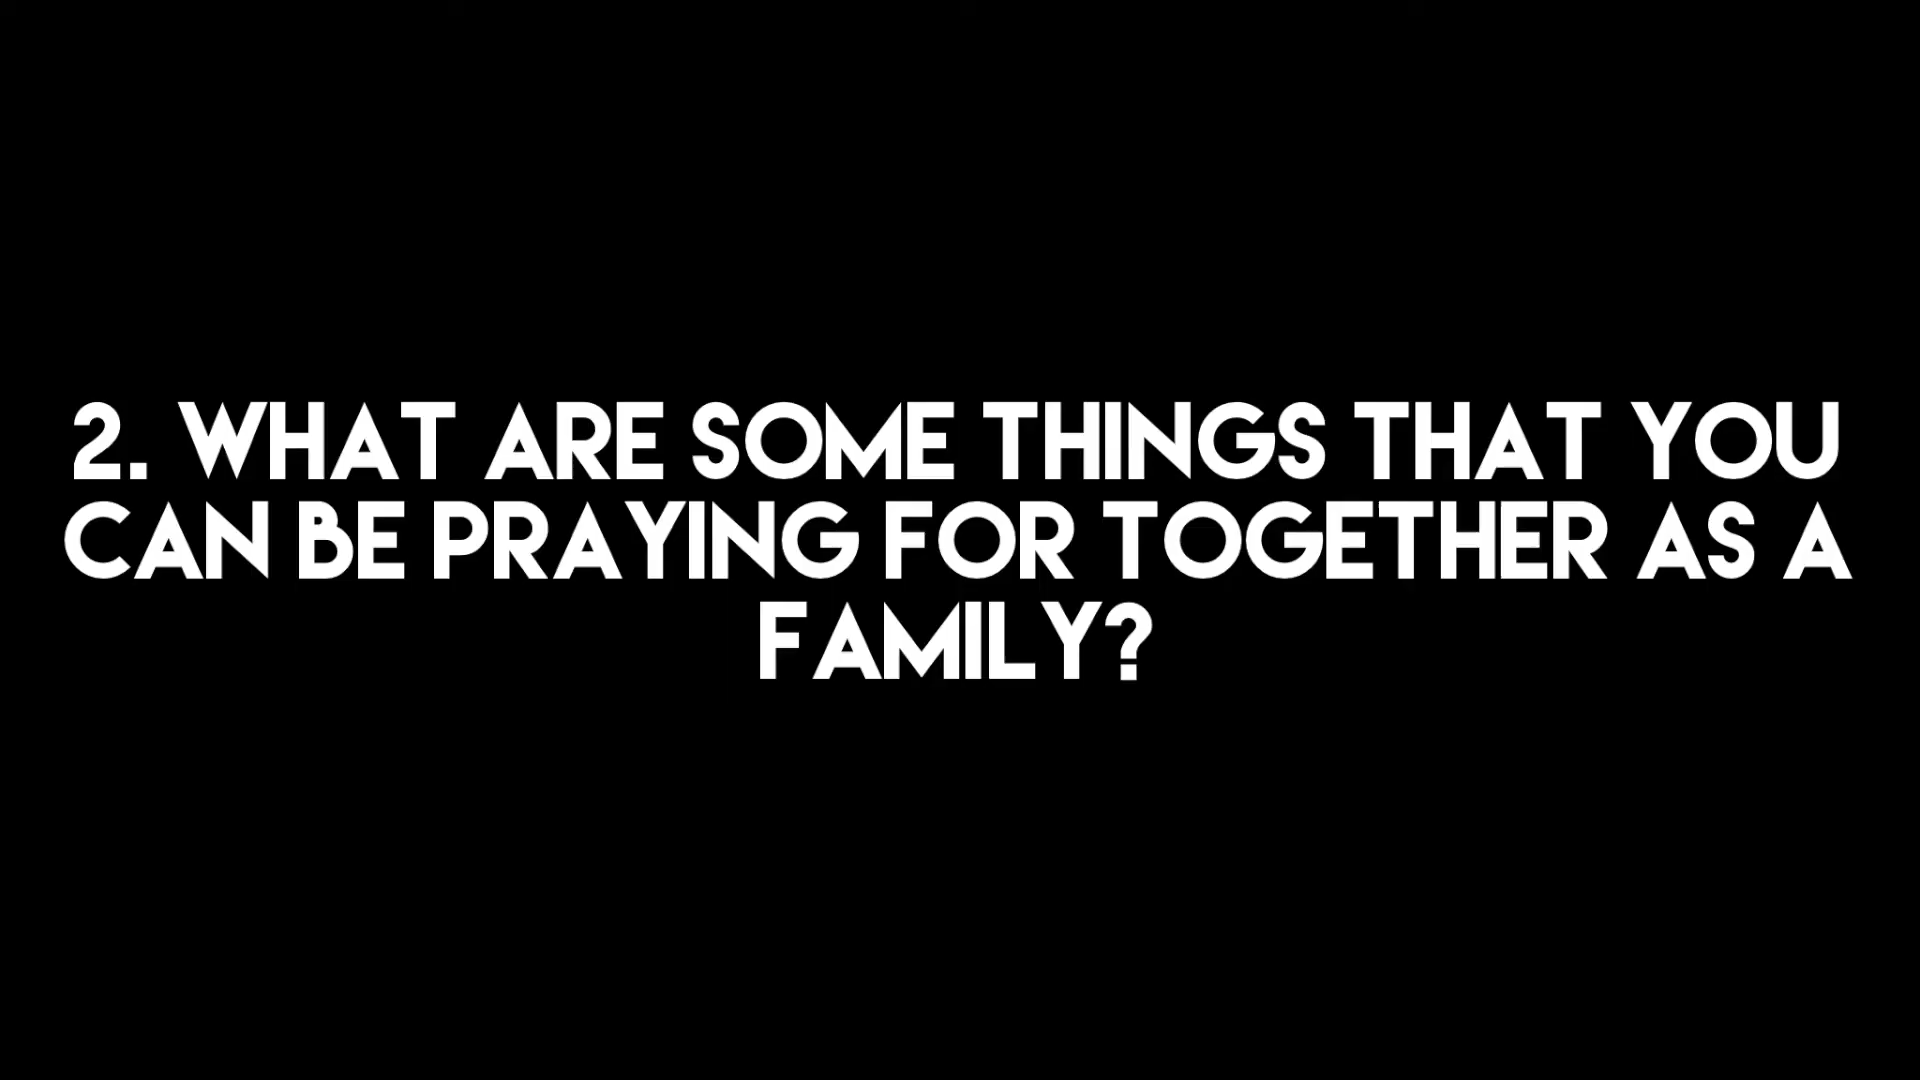 2. WHAT ARE SOME THINGS THAT YOU
CAN BE PRAYING FOR TOGETHER AS A
FAMILY?